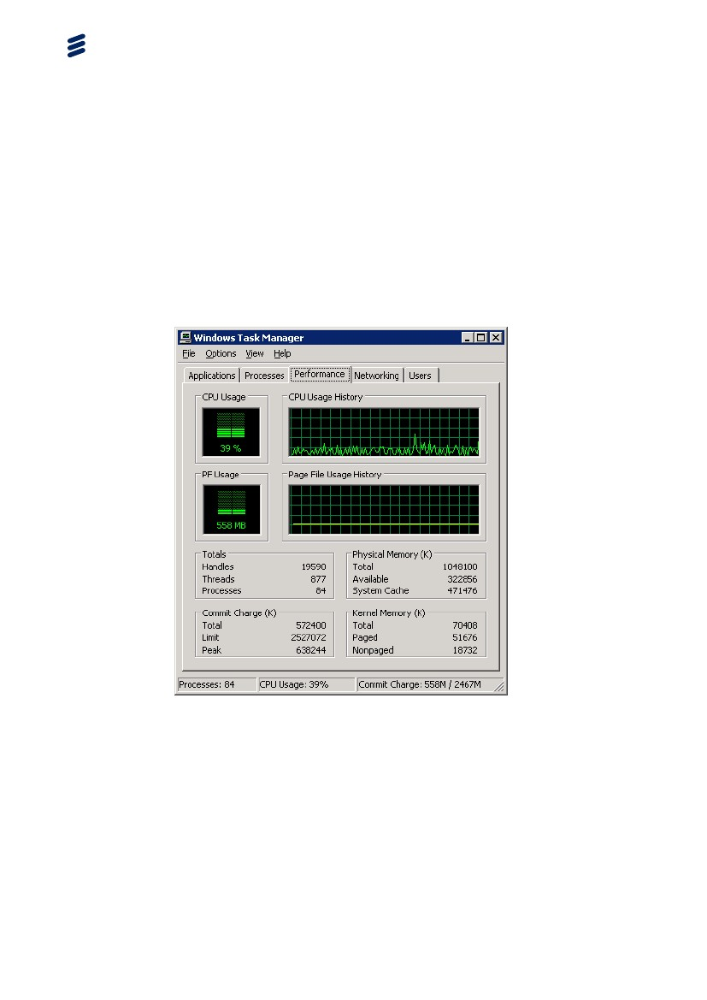 Windows Task Manager
File Options View Help
Applications Processes Performance Networking Users
CPU Usage
39 %
CPU Usage History
PF Usage
558 MB
Page File Usage History
Totals
Handles 19590
Threads 877
Processes 84
Physical Memory (K)
Total 1048100
Available 322856
System Cache 471476
Commit Charge (K)
Total 572400
Limit 2527072
Peak 638244
Kernel Memory (K)
Total 70408
Paged 51676
Nonpaged 18732
Processes: 84 CPU Usage: 39% Commit Charge: 558M / 2467M